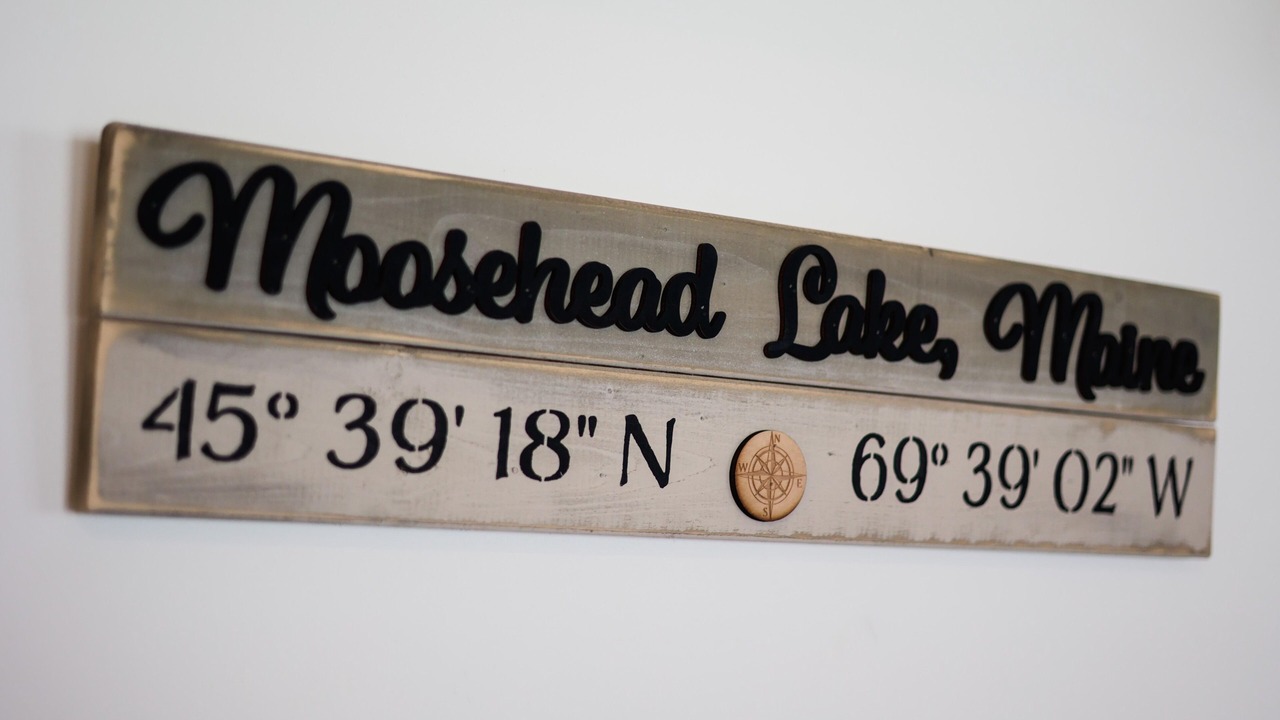 Moosehead Lake, Maine
45° 39' 18" N N W E S 69° 39' 02" W